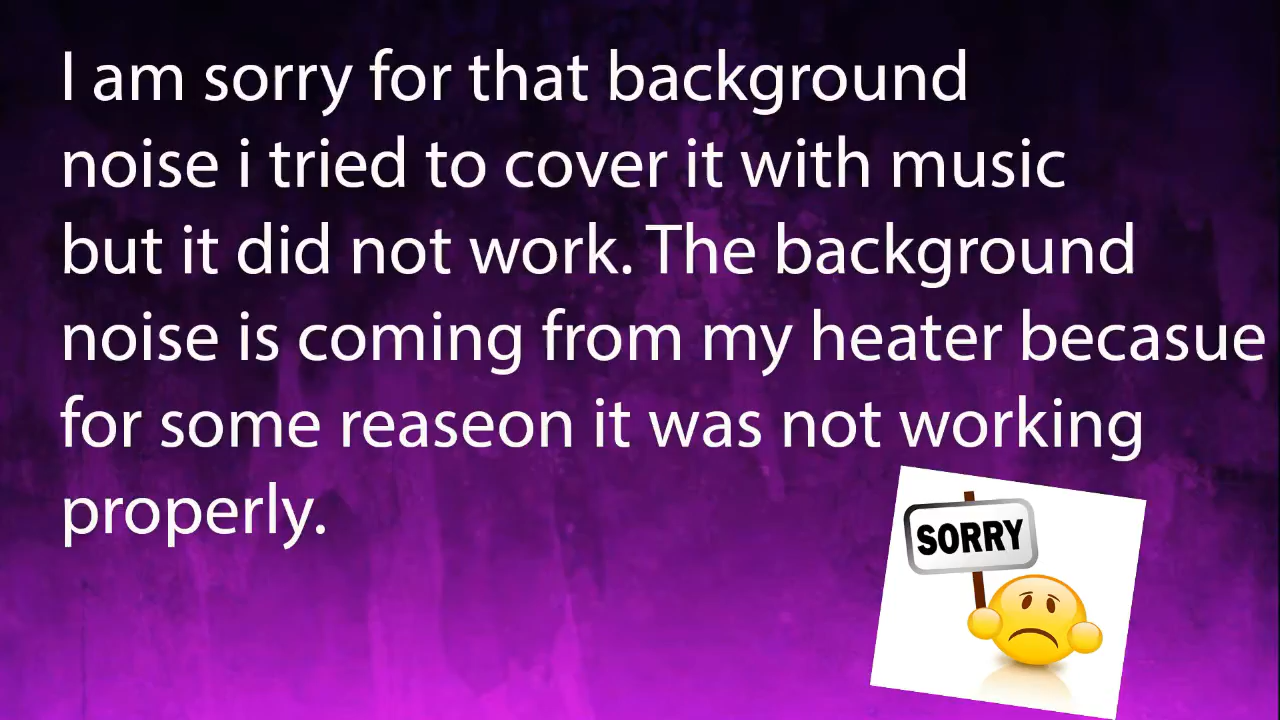 I am sorry for that background
noise i tried to cover it with music
but it did not work. The background
noise is coming from my heater becasue
for some reaseon it was not working
properly.
SORRY